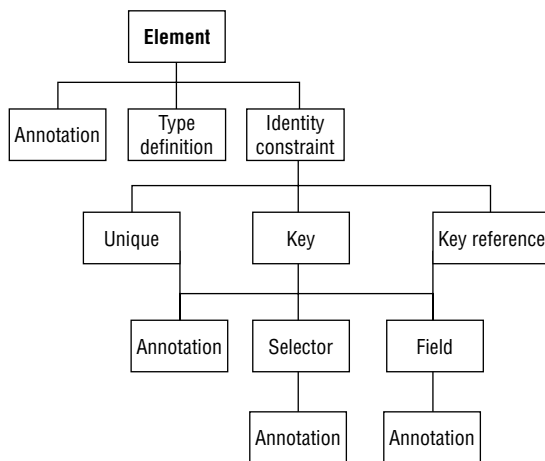 Element
Annotation
Type
definition
Identity
constraint
Unique
Key
Key reference
Annotation
Selector
Field
Annotation
Annotation